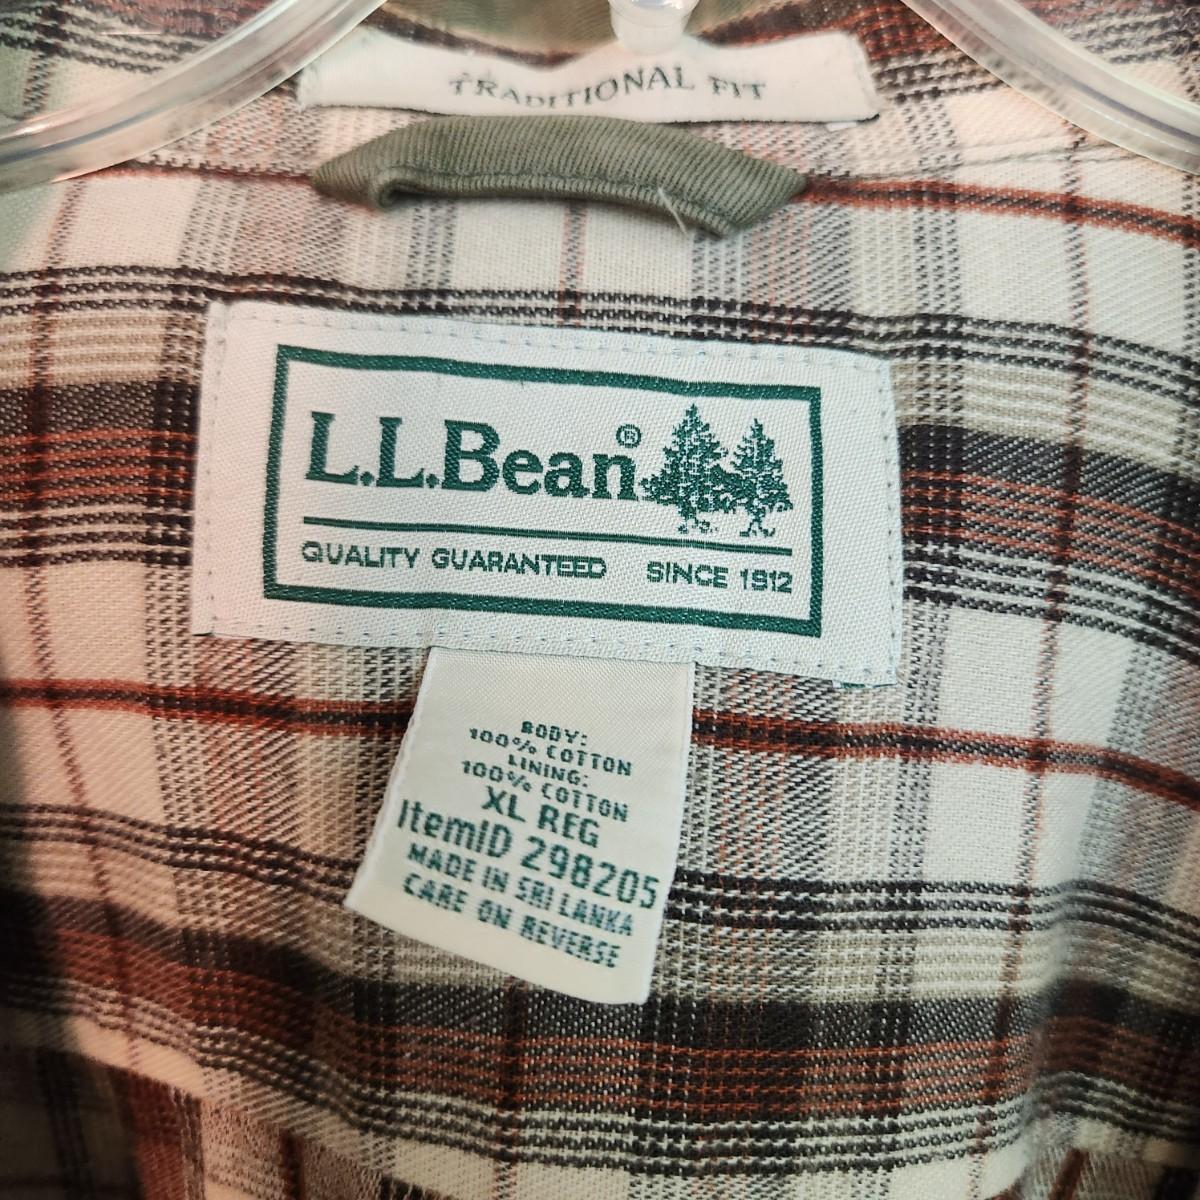 TRADITIONAL FIT
L.L.Bean®
QUALITY GUARANTEED SINCE 1912
BODY:
100% COTTON
LINING:
100% COTTON
XL REG
ItemID 298205
MADE IN SRI LANKA
CARE ON REVERSE